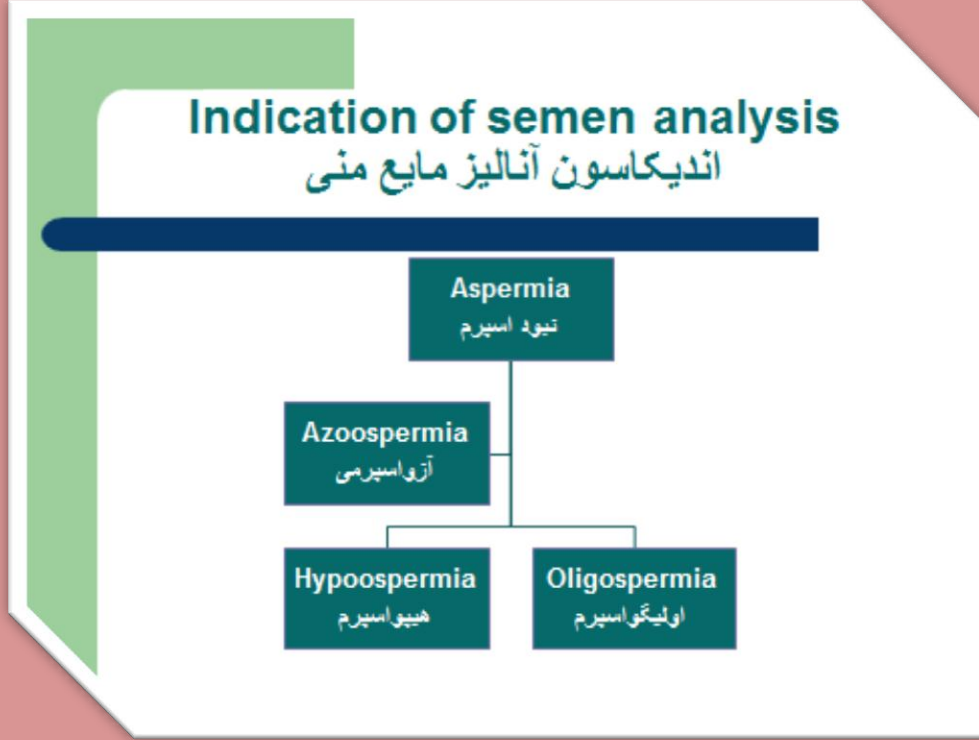 Indication of semen analysis
اندیکاسون آنالیز مایع منی
Aspermia
نبود اسپرم
Azoospermia
آزواسپرمی
Hypoospermia
هیپواسپرم
Oligospermia
اولیگواسپرم